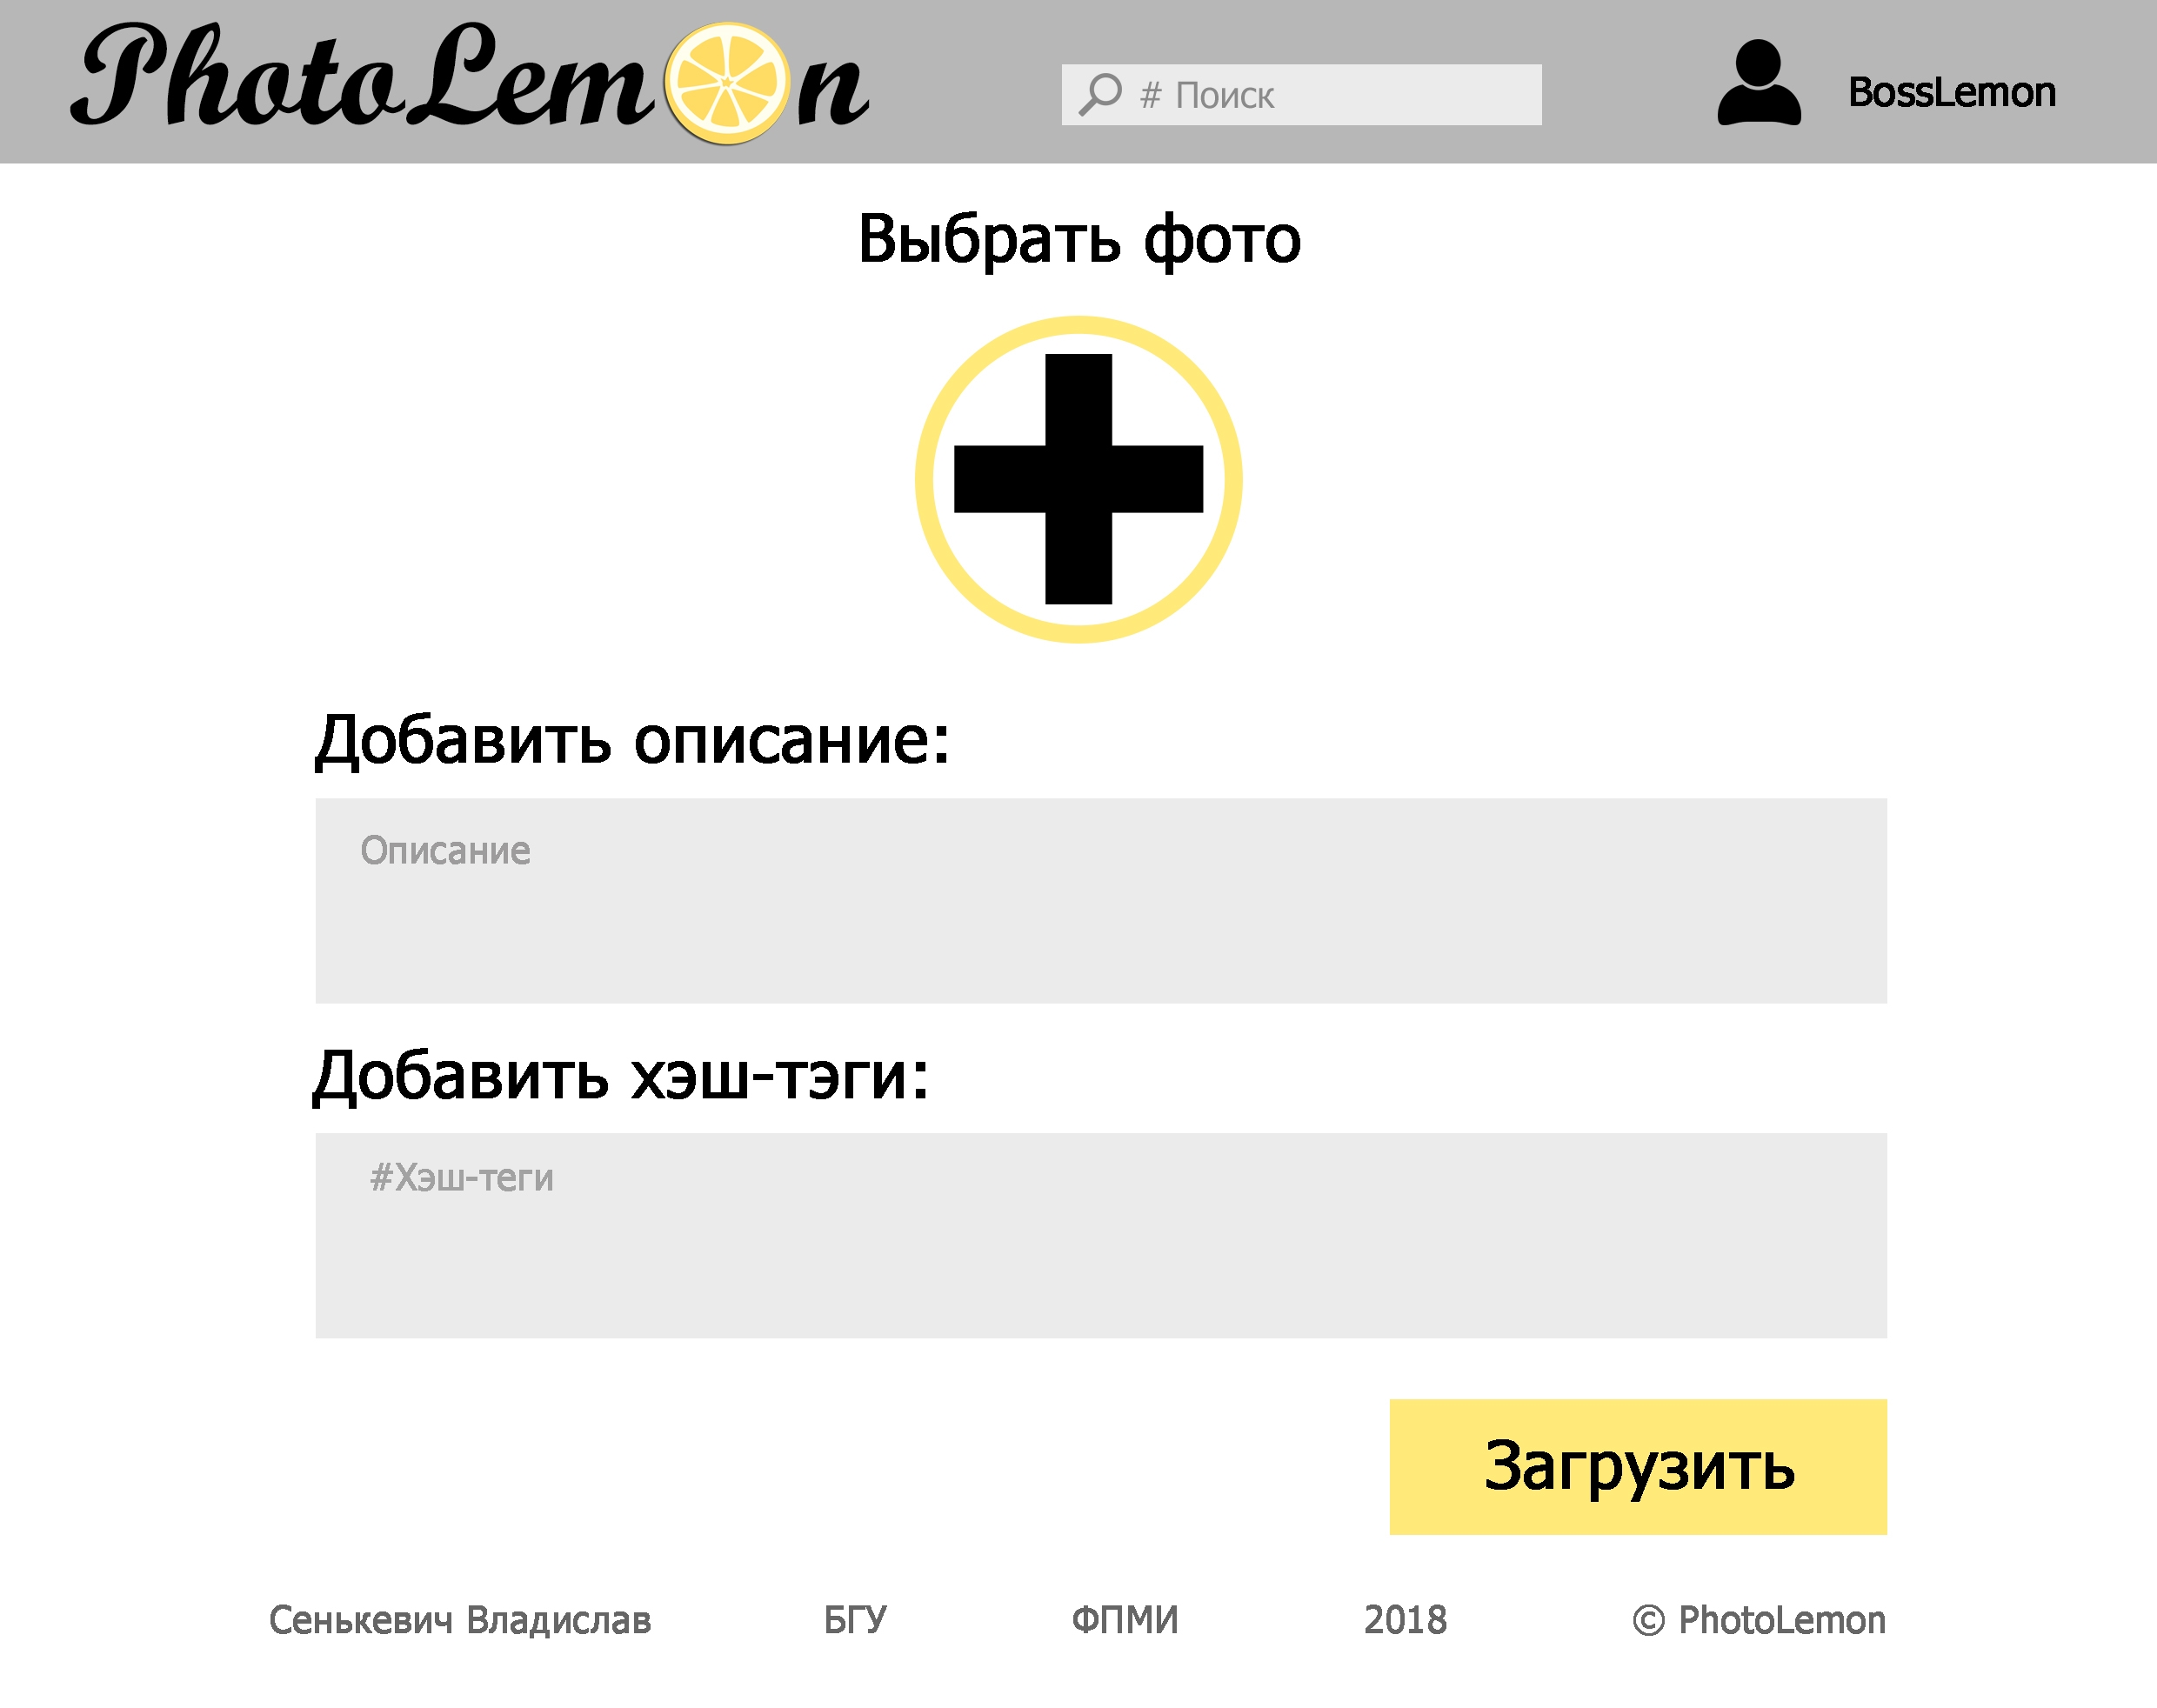 PhotoLemon
# Поиск
BossLemon
Выбрать фото
Добавить описание:
Описание
Добавить хэш-тэги:
#Хэш-теги
Загрузить
Сенькевич Владислав БГУ ФПМИ 2018 © PhotoLemon